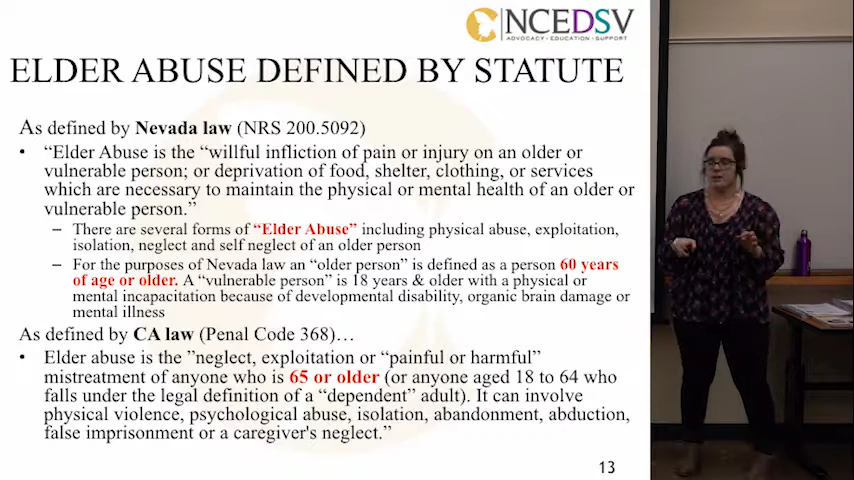 NCEDSV
ADVOCACY · EDUCATION · SUPPORT
ELDER ABUSE DEFINED BY STATUTE
As defined by Nevada law (NRS 200.5092)
• “Elder Abuse is the “willful infliction of pain or injury on an older or
vulnerable person; or deprivation of food, shelter, clothing, or services
which are necessary to maintain the physical or mental health of an older or
vulnerable person.”
– There are several forms of “Elder Abuse” including physical abuse, exploitation,
isolation, neglect and self neglect of an older person
– For the purposes of Nevada law an “older person” is defined as a person 60 years
of age or older. A “vulnerable person” is 18 years & older with a physical or
mental incapacitation because of developmental disability, organic brain damage or
mental illness
As defined by CA law (Penal Code 368)…
• Elder abuse is the ”neglect, exploitation or “painful or harmful”
mistreatment of anyone who is 65 or older (or anyone aged 18 to 64 who
falls under the legal definition of a “dependent” adult). It can involve
physical violence, psychological abuse, isolation, abandonment, abduction,
false imprisonment or a caregiver's neglect.”
13